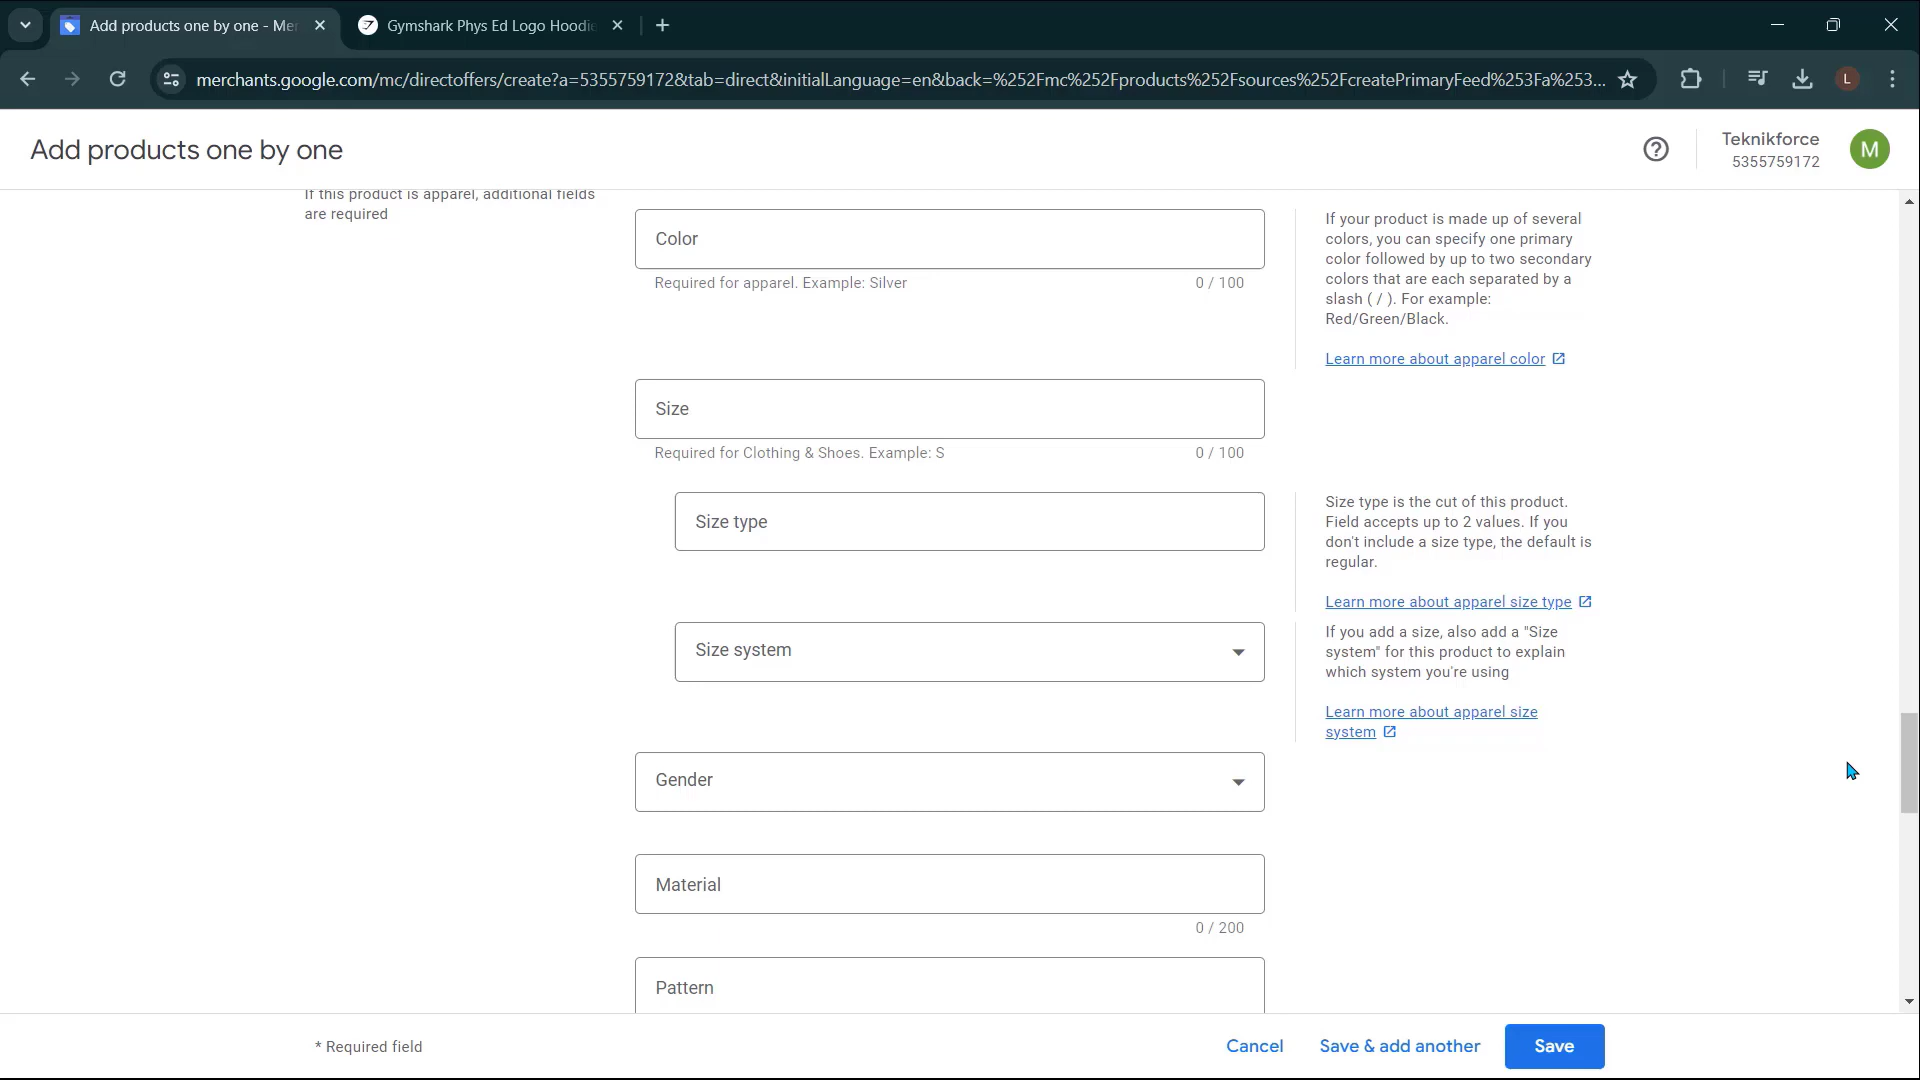 Add products one by one - Mer
Gymshark Phys Ed Logo Hoodie
merchants.google.com/mc/directoffers/create?a=5355759172&tab=direct&initialLanguage=en&back=%252Fmc%252Fproducts%252Fsources%252FcreatePrimaryFeed%253Fa%253...
L
Add products one by one
Teknikforce
5355759172
M
If this product is apparel, additional fields
are required
Color
Required for apparel. Example: Silver
0 / 100
If your product is made up of several
colors, you can specify one primary
color followed by up to two secondary
colors that are each separated by a
slash ( / ). For example:
Red/Green/Black.
Learn more about apparel color
Size
Required for Clothing & Shoes. Example: S
0 / 100
Size type
Size type is the cut of this product.
Field accepts up to 2 values. If you
don't include a size type, the default is
regular.
Learn more about apparel size type
Size system
If you add a size, also add a "Size
system" for this product to explain
which system you're using
Learn more about apparel size
system
Gender
Material
0 / 200
Pattern
* Required field
Cancel
Save & add another
Save